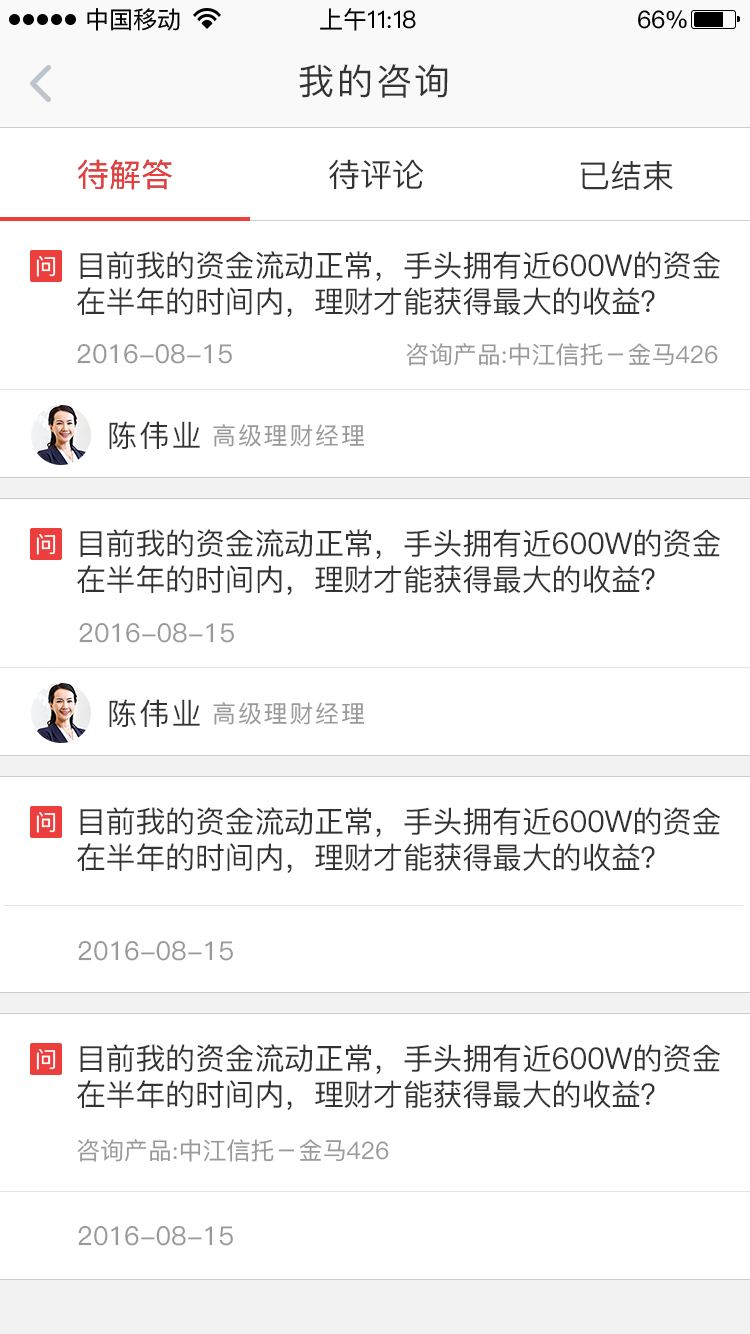 中国移动 上午11:18 66%
我的咨询
待解答 待评论 已结束
问 目前我的资金流动正常，手头拥有近600W的资金
在半年的时间内，理财才能获得最大的收益？
2016-08-15 咨询产品:中江信托－金马426
陈伟业 高级理财经理
问 目前我的资金流动正常，手头拥有近600W的资金
在半年的时间内，理财才能获得最大的收益？
2016-08-15
陈伟业 高级理财经理
问 目前我的资金流动正常，手头拥有近600W的资金
在半年的时间内，理财才能获得最大的收益？
2016-08-15
问 目前我的资金流动正常，手头拥有近600W的资金
在半年的时间内，理财才能获得最大的收益？
咨询产品:中江信托－金马426
2016-08-15